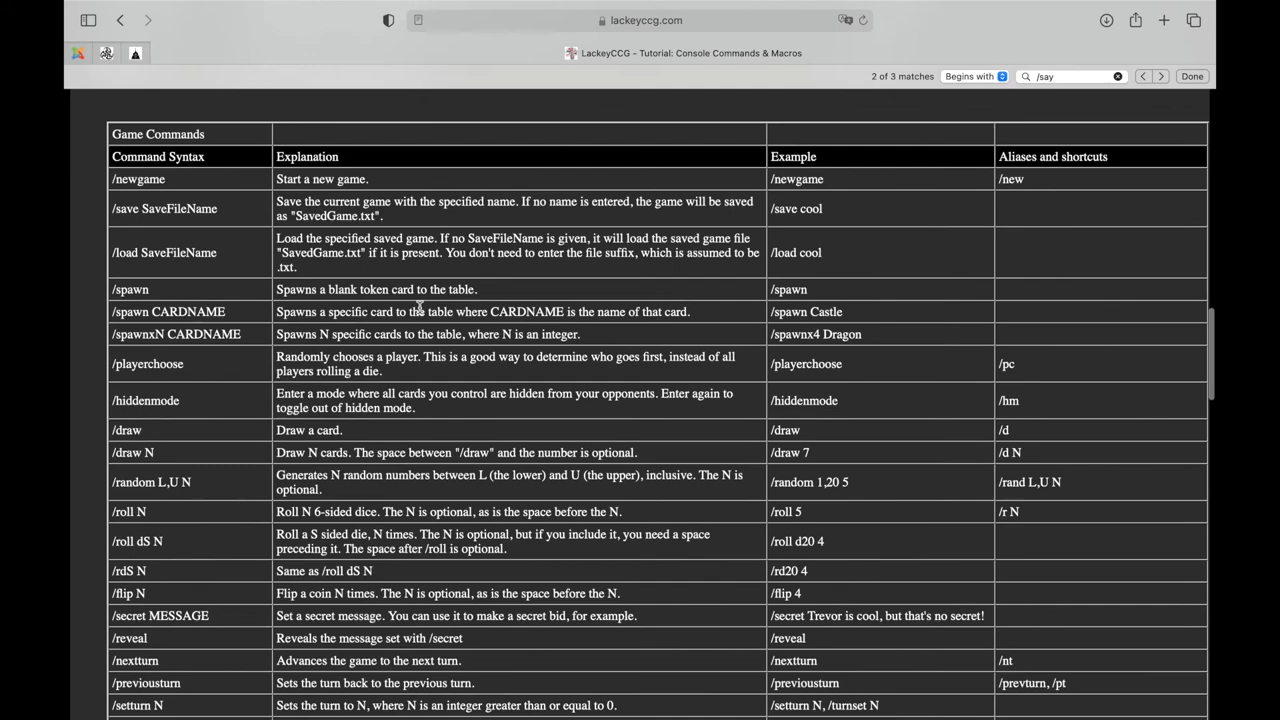 lackeyccg.com
LackeyCCG - Tutorial: Console Commands & Macros
2 of 3 matches Begins with /say Done
Game Commands
Command Syntax Explanation Example Aliases and shortcuts
/newgame Start a new game. /newgame /new
/save SaveFileName Save the current game with the specified name. If no name is entered, the game will be saved
as "SavedGame.txt". /save cool
/load SaveFileName Load the specified saved game. If no SaveFileName is given, it will load the saved game file
"SavedGame.txt" if it is present. You don't need to enter the file suffix, which is assumed to be
.txt. /load cool
/spawn Spawns a blank token card to the table. /spawn
/spawn CARDNAME Spawns a specific card to the table where CARDNAME is the name of that card. /spawn Castle
/spawnxN CARDNAME Spawns N specific cards to the table, where N is an integer. /spawnx4 Dragon
/playerchoose Randomly chooses a player. This is a good way to determine who goes first, instead of all
players rolling a die. /playerchoose /pc
/hiddenmode Enter a mode where all cards you control are hidden from your opponents. Enter again to
toggle out of hidden mode. /hiddenmode /hm
/draw Draw a card. /draw /d
/draw N Draw N cards. The space between "/draw" and the number is optional. /draw 7 /d N
/random L,U N Generates N random numbers between L (the lower) and U (the upper), inclusive. The N is
optional. /random 1,20 5 /rand L,U N
/roll N Roll N 6-sided dice. The N is optional, as is the space before the N. /roll 5 /r N
/roll dS N Roll a S sided die, N times. The N is optional, but if you include it, you need a space
preceding it. The space after /roll is optional. /roll d20 4
/rdS N Same as /roll dS N /rd20 4
/flip N Flip a coin N times. The N is optional, as is the space before the N. /flip 4
/secret MESSAGE Set a secret message. You can use it to make a secret bid, for example. /secret Trevor is cool, but that's no secret!
/reveal Reveals the message set with /secret /reveal
/nextturn Advances the game to the next turn. /nextturn /nt
/previousturn Sets the turn back to the previous turn. /previousturn /prevturn, /pt
/setturn N Sets the turn to N, where N is an integer greater than or equal to 0. /setturn N, /turnset N